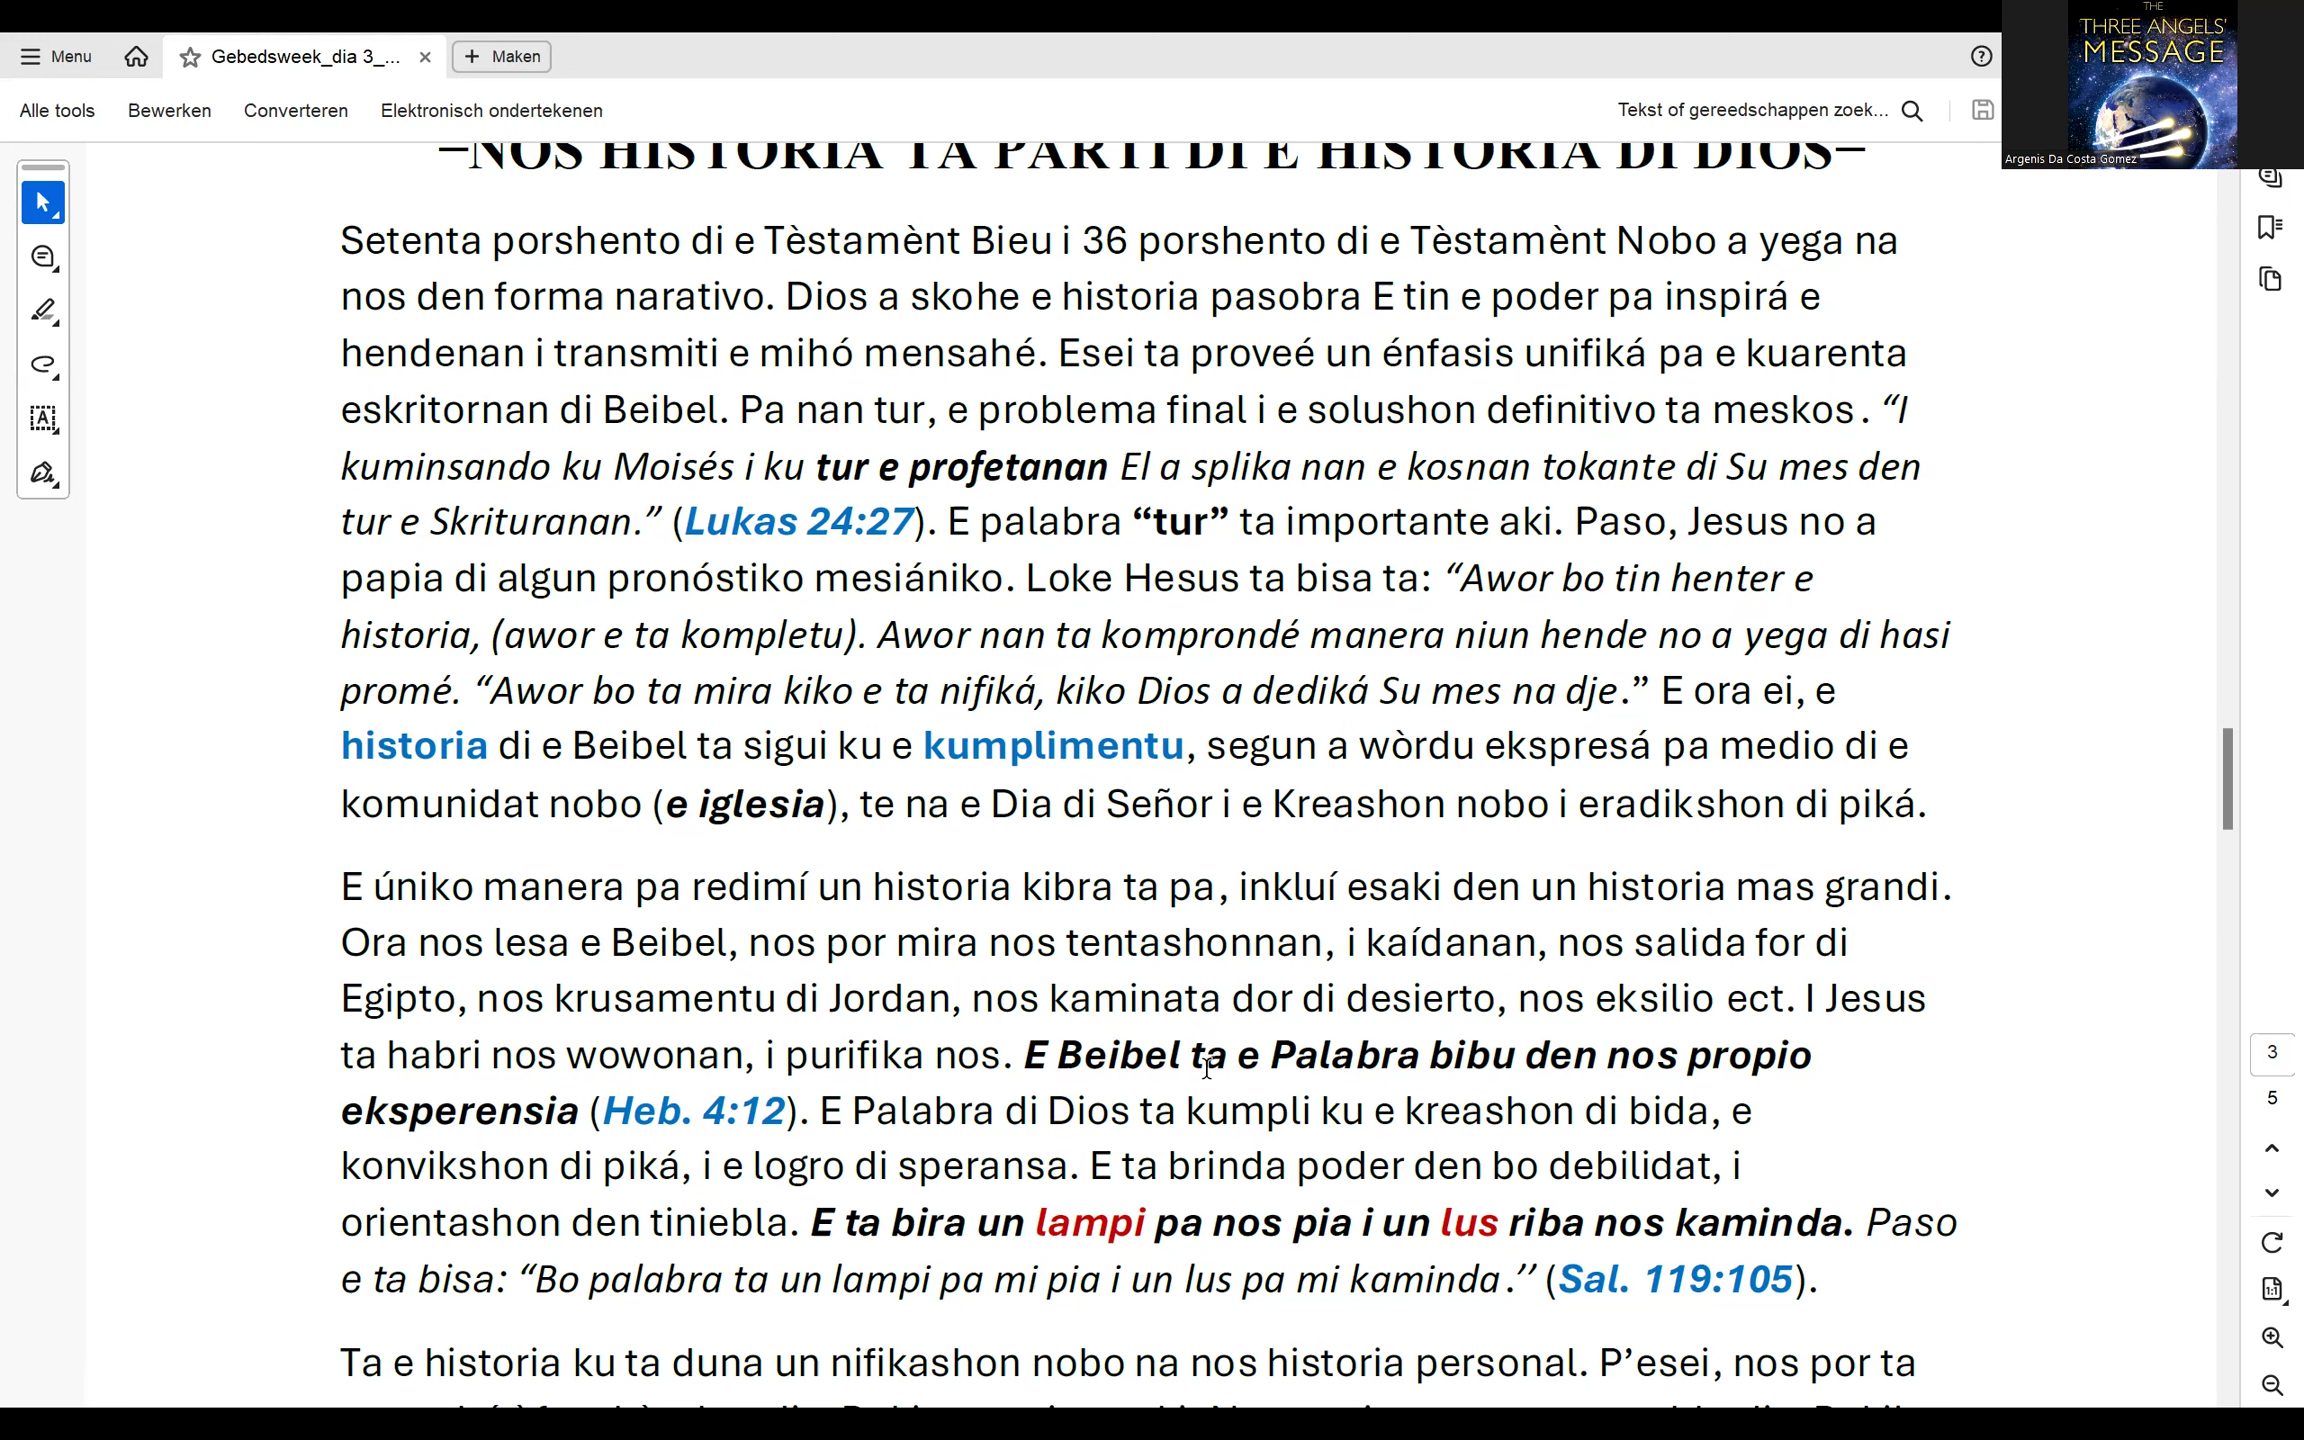 THE
THREE ANGELS'
MESSAGE
Argenis Da Costa Gomez
Menu
Gebedsweek_dia 3_...
Maken
Alle tools
Bewerken
Converteren
Elektronisch ondertekenen
Tekst of gereedschappen zoek...
–NOS HISTORIA TA PARTI DI E HISTORIA DI DIOS–
Setenta porshento di e Tèstamènt Bieu i 36 porshento di e Tèstamènt Nobo a yega na
nos den forma narativo. Dios a skohe e historia pasobra E tin e poder pa inspirá e
hendenan i transmiti e mihó mensahé. Esei ta proveé un énfasis unifiká pa e kuarenta
eskritornan di Beibel. Pa nan tur, e problema final i e solushon definitivo ta meskos. “I
kuminsando ku Moisés i ku tur e profetanan El a splika nan e kosnan tokante di Su mes den
tur e Skrituranan.” (Lukas 24:27). E palabra “tur” ta importante aki. Paso, Jesus no a
papia di algun pronóstiko mesiániko. Loke Hesus ta bisa ta: “Awor bo tin henter e
historia, (awor e ta kompletu). Awor nan ta komprondé manera niun hende no a yega di hasi
promé. “Awor bo ta mira kiko e ta nifiká, kiko Dios a dediká Su mes na dje.” E ora ei, e
historia di e Beibel ta sigui ku e kumplimentu, segun a wòrdu ekspresá pa medio di e
komunidat nobo (e iglesia), te na e Dia di Señor i e Kreashon nobo i eradikshon di piká.
E úniko manera pa redimí un historia kibra ta pa, inkluí esaki den un historia mas grandi.
Ora nos lesa e Beibel, nos por mira nos tentashonnan, i kaídanan, nos salida for di
Egipto, nos krusamentu di Jordan, nos kaminata dor di desierto, nos eksilio ect. I Jesus
ta habri nos wowonan, i purifika nos. E Beibel ta e Palabra bibu den nos propio
eksperensia (Heb. 4:12). E Palabra di Dios ta kumpli ku e kreashon di bida, e
konvikshon di piká, i e logro di speransa. E ta brinda poder den bo debilidat, i
orientashon den tiniebla. E ta bira un lampi pa nos pia i un lus riba nos kaminda. Paso
e ta bisa: “Bo palabra ta un lampi pa mi pia i un lus pa mi kaminda.’’ (Sal. 119:105).
Ta e historia ku ta duna un nifikashon nobo na nos historia personal. P’esei, nos por ta
3
5